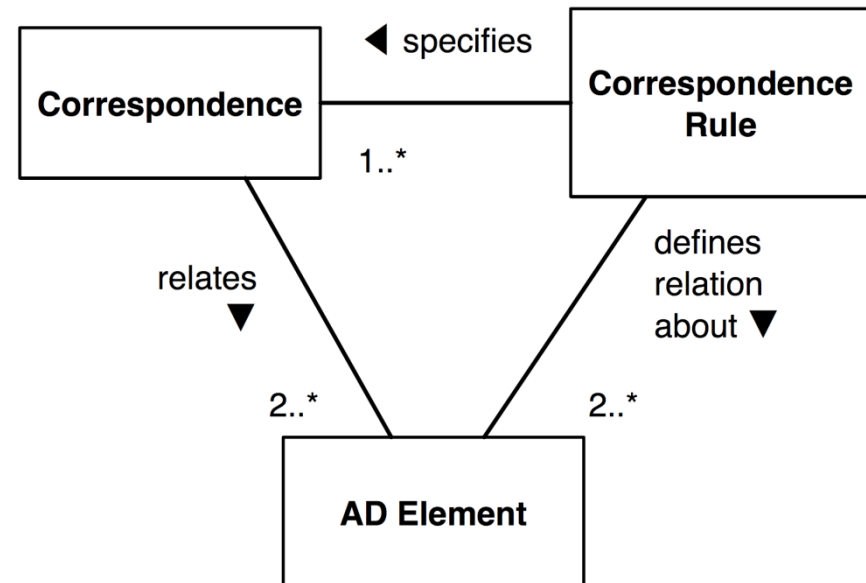 ◀ specifies
Correspondence
Correspondence
Rule
1..*
relates
▼
defines
relation
about ▼
2..*
2..*
AD Element